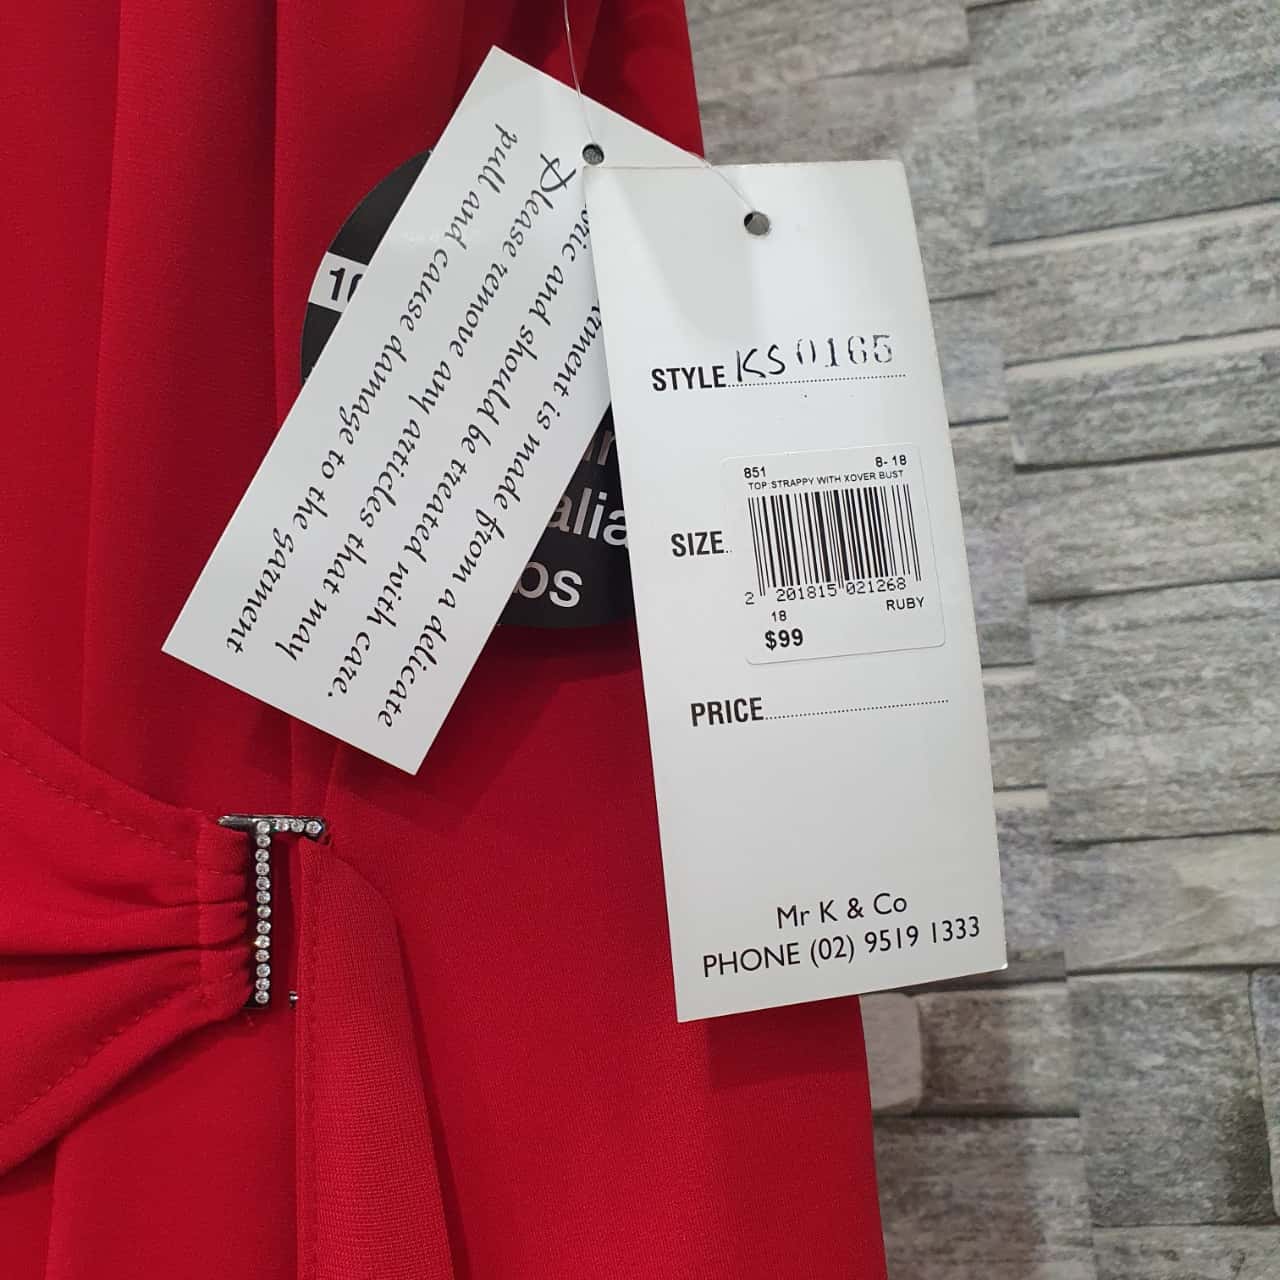 garment is made from a delicate
and should be treated with care.
Please remove any articles that may
pull and cause damage to the garment
STYLE KS0165
851 8-18
TOP:STRAPPY WITH XOVER BUST
SIZE
2 201815 021268
18 RUBY
$99
PRICE
Mr K & Co
PHONE (02) 9519 1333